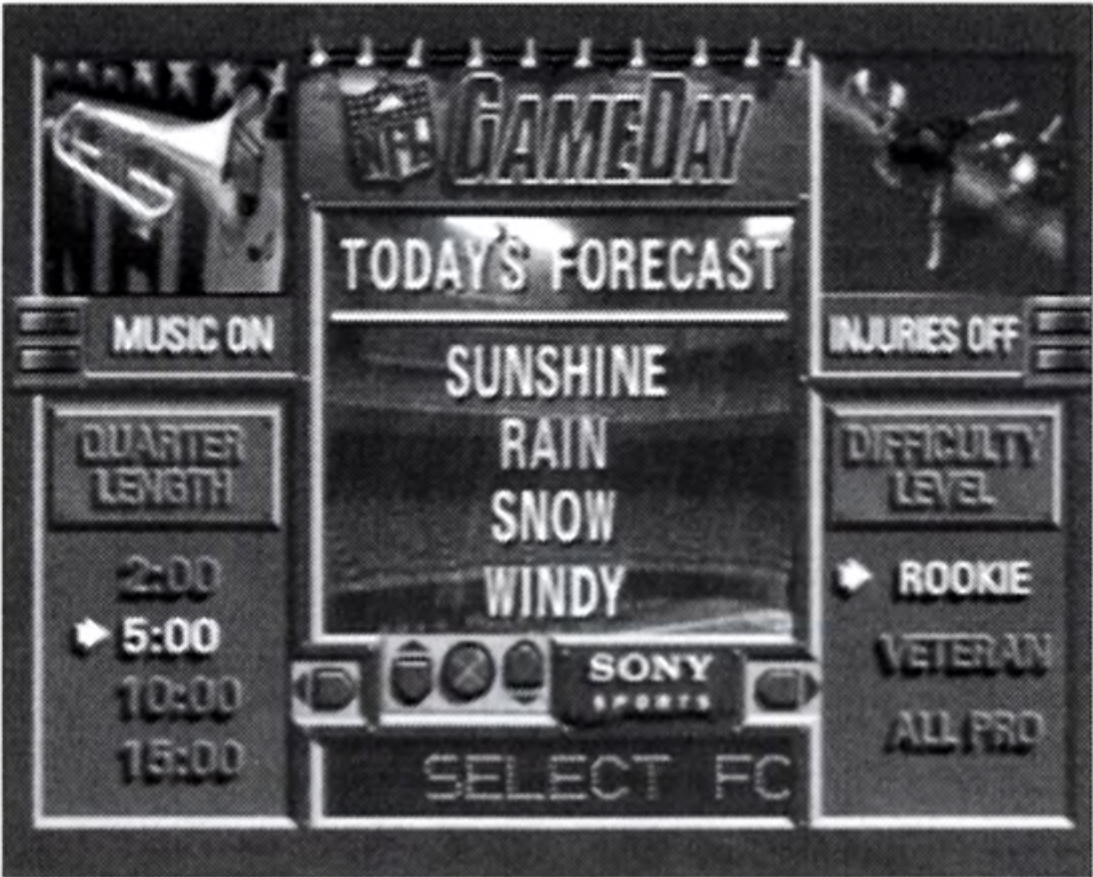 NFL
GAMEDAY
TODAY'S FORECAST
SUNSHINE
RAIN
SNOW
WINDY
MUSIC ON
INJURIES OFF
QUARTER
LENGTH
2:00
5:00
10:00
15:00
DIFFICULTY
LEVEL
ROOKIE
VETERAN
ALL PRO
SONY
SPORTS
SELECT FC